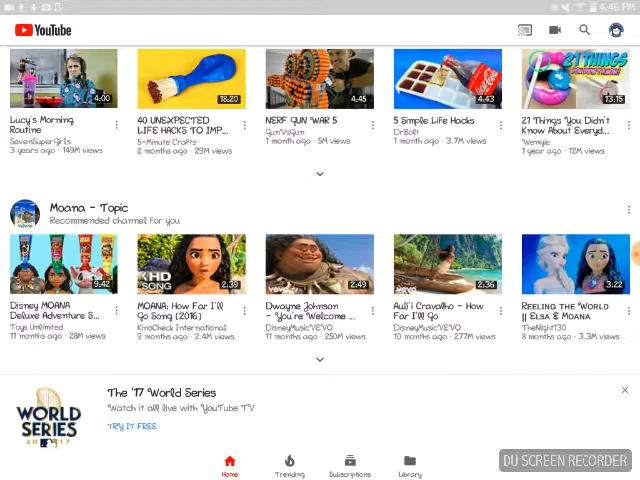 4:46 PM
YouTube
4:00
18:20
4:45
4:43
21 THINGS
13:15
Lucy's Morning
Routine
SevenSuperGirls
3 years ago · 149M views
40 UNEXPECTED
LIFE HACKS TO IMP...
5-Minute Crafts
2 months ago · 29M views
NERF GUN WAR 5
GunVsGun
1 month ago · 5M views
5 Simple Life Hacks
DrBolt
1 month ago · 3.7M views
21 Things You Didn't
Know About Everyd...
Wengie
1 year ago · 12M views
Moana - Topic
Recommended channel for you
9:42
HD
SONG
2:39
vevo
2:49
vevo
2:36
3:22
Disney MOANA
Deluxe Adventure S...
Toys Unlimited
11 months ago · 28M views
MOANA: How Far I'll
Go Song (2016)
KinoCheck International
9 months ago · 2.4M views
Dwayne Johnson
- You're Welcome ...
DisneyMusicVEVO
11 months ago · 250M views
Auli'i Cravalho - How
Far I'll Go
DisneyMusicVEVO
10 months ago · 277M views
Reeling the World
|| Elsa & Moana
TheNight130
8 months ago · 3.3M views
WORLD
SERIES
2017
The '17 World Series
Watch it all live with YouTube TV
TRY IT FREE
Home
Trending
Subscriptions
Library
DU SCREEN RECORDER